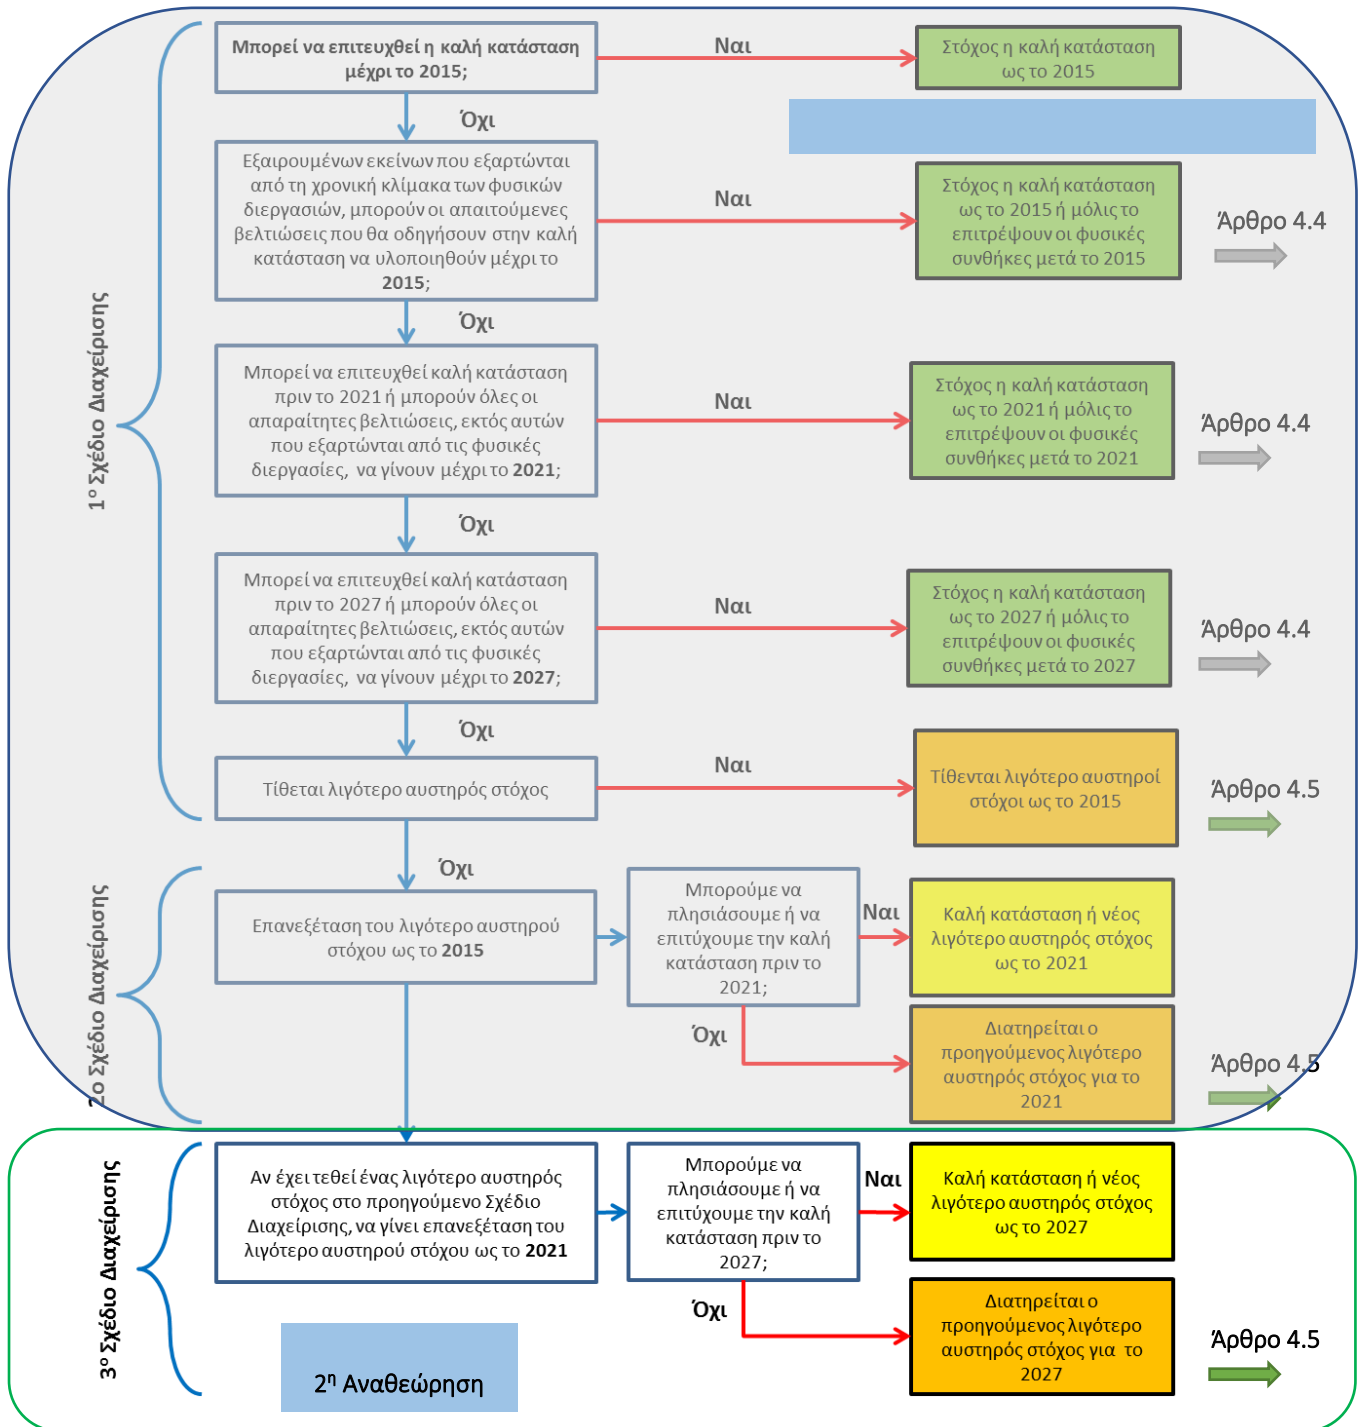 Μπορεί να επιτευχθεί η καλή κατάσταση
μέχρι το 2015;
Ναι
Στόχος η καλή κατάσταση
ως το 2015
Όχι
Εξαιρουμένων εκείνων που εξαρτώνται
από τη χρονική κλίμακα των φυσικών
διεργασιών, μπορούν οι απαιτούμενες
βελτιώσεις που θα οδηγήσουν στην καλή
κατάσταση να υλοποιηθούν μέχρι το
2015;
Ναι
Στόχος η καλή κατάσταση
ως το 2015 ή μόλις το
επιτρέψουν οι φυσικές
συνθήκες μετά το 2015
Άρθρο 4.4
Όχι
1º Σχέδιο Διαχείρισης
Μπορεί να επιτευχθεί καλή κατάσταση
πριν το 2021 ή μπορούν όλες οι
απαραίτητες βελτιώσεις, εκτός αυτών
που εξαρτώνται από τις φυσικές
διεργασίες, να γίνουν μέχρι το 2021;
Ναι
Στόχος η καλή κατάσταση
ως το 2021 ή μόλις το
επιτρέψουν οι φυσικές
συνθήκες μετά το 2021
Άρθρο 4.4
Όχι
Μπορεί να επιτευχθεί καλή κατάσταση
πριν το 2027 ή μπορούν όλες οι
απαραίτητες βελτιώσεις, εκτός αυτών
που εξαρτώνται από τις φυσικές
διεργασίες, να γίνουν μέχρι το 2027;
Ναι
Στόχος η καλή κατάσταση
ως το 2027 ή μόλις το
επιτρέψουν οι φυσικές
συνθήκες μετά το 2027
Άρθρο 4.4
Όχι
Τίθεται λιγότερο αυστηρός στόχος
Ναι
Τίθενται λιγότερο αυστηροί
στόχοι ως το 2015
Άρθρο 4.5
Όχι
2ο Σχέδιο Διαχείρισης
Επανεξέταση του λιγότερο αυστηρού
στόχου ως το 2015
Μπορούμε να
πλησιάσουμε ή να
επιτύχουμε την καλή
κατάσταση πριν το
2021;
Ναι
Καλή κατάσταση ή νέος
λιγότερο αυστηρός στόχος
ως το 2021
Όχι
Διατηρείται ο
προηγούμενος λιγότερο
αυστηρός στόχος για το
2021
Άρθρο 4.5
3º Σχέδιο Διαχείρισης
Αν έχει τεθεί ένας λιγότερο αυστηρός
στόχος στο προηγούμενο Σχέδιο
Διαχείρισης, να γίνει επανεξέταση του
λιγότερο αυστηρού στόχου ως το 2021
Μπορούμε να
πλησιάσουμε ή να
επιτύχουμε την καλή
κατάσταση πριν το
2027;
Ναι
Καλή κατάσταση ή νέος
λιγότερο αυστηρός στόχος
ως το 2027
Όχι
Διατηρείται ο
προηγούμενος λιγότερο
αυστηρός στόχος για το
2027
Άρθρο 4.5
2η Αναθεώρηση